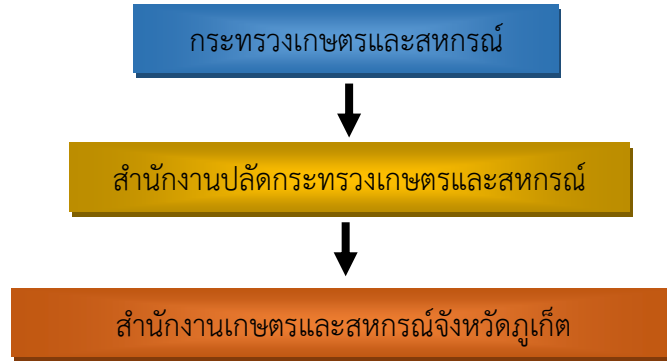 กระทรวงเกษตรและสหกรณ์
สำนักงานปลัดกระทรวงเกษตรและสหกรณ์
สำนักงานเกษตรและสหกรณ์จังหวัดภูเก็ต